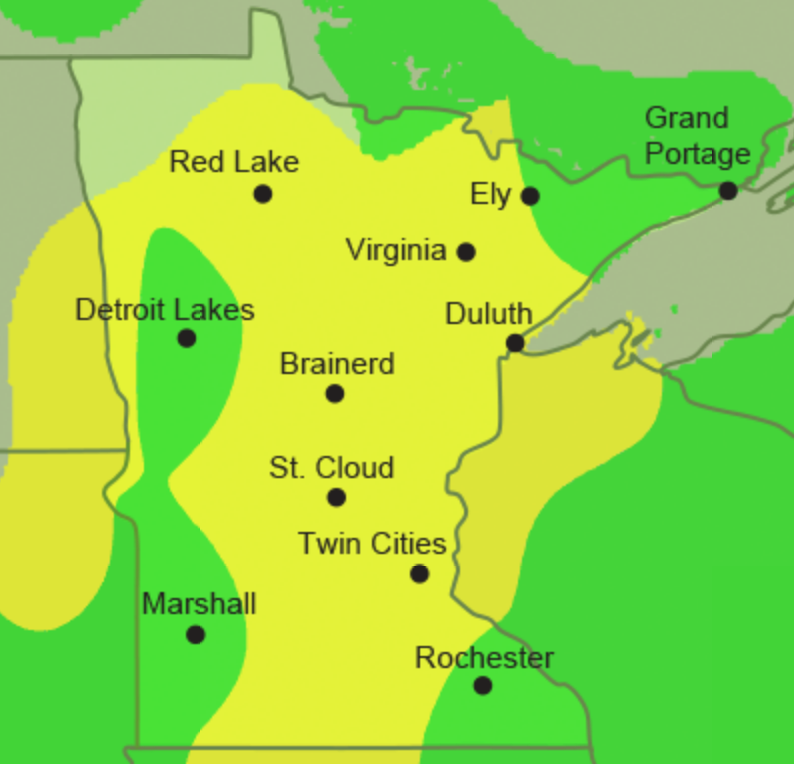 Grand
Portage
Red Lake
Ely
Virginia
Detroit Lakes
Duluth
Brainerd
St. Cloud
Twin Cities
Marshall
Rochester